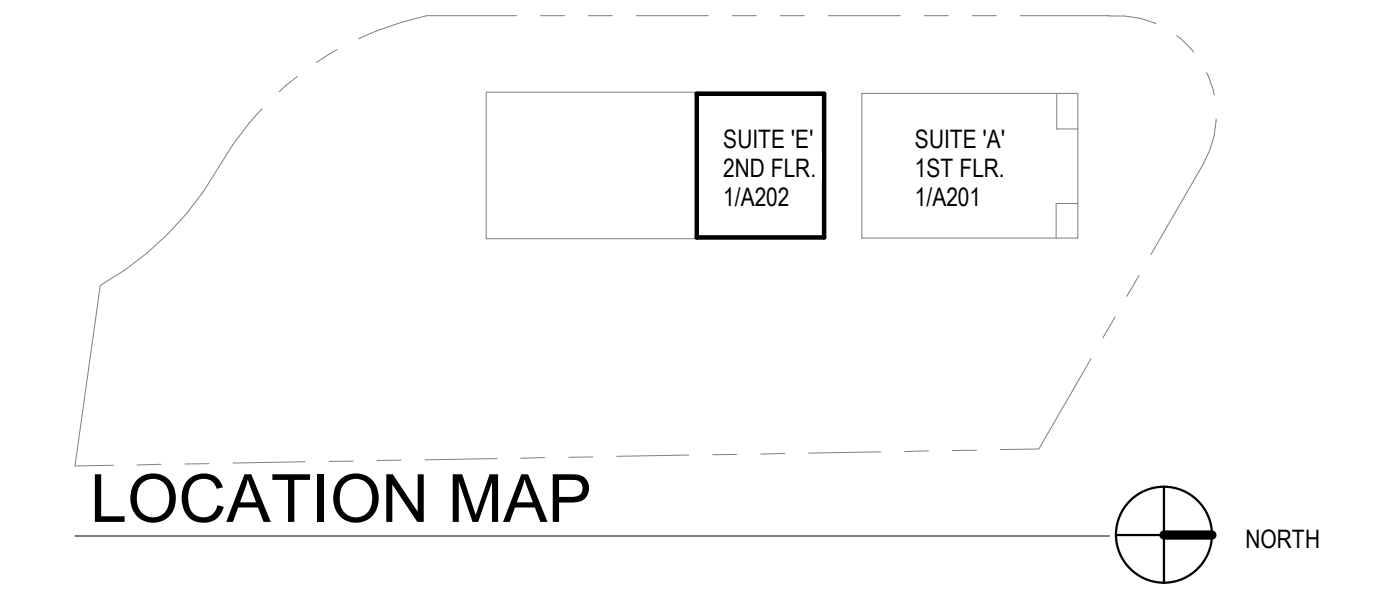 SUITE 'E'
2ND FLR.
1/A202
SUITE 'A'
1ST FLR.
1/A201
LOCATION MAP
NORTH